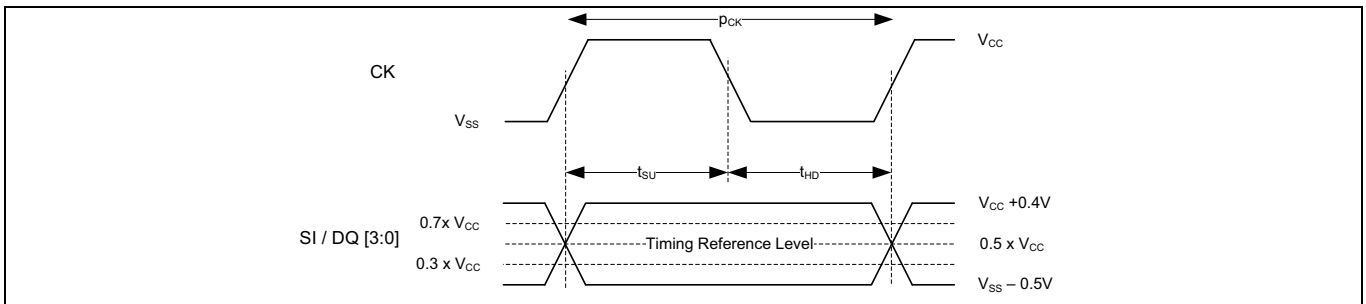 pCK
VCC
CK
VSS
tSU
tHD
VCC +0.4V
0.7x VCC
SI / DQ [3:0]
Timing Reference Level
0.5 x VCC
0.3 x VCC
VSS – 0.5V